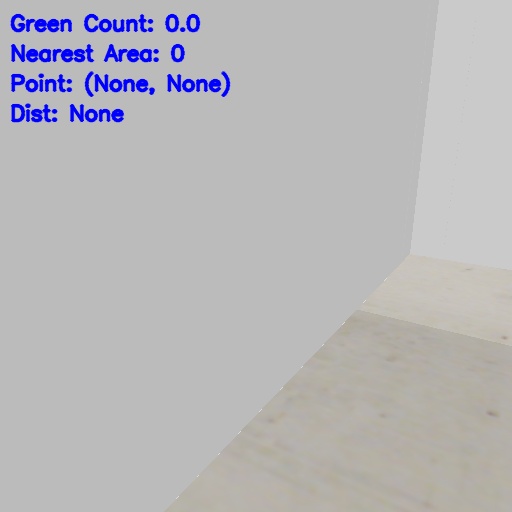 Green Count: 0.0
Nearest Area: 0
Point: (None, None)
Dist: None